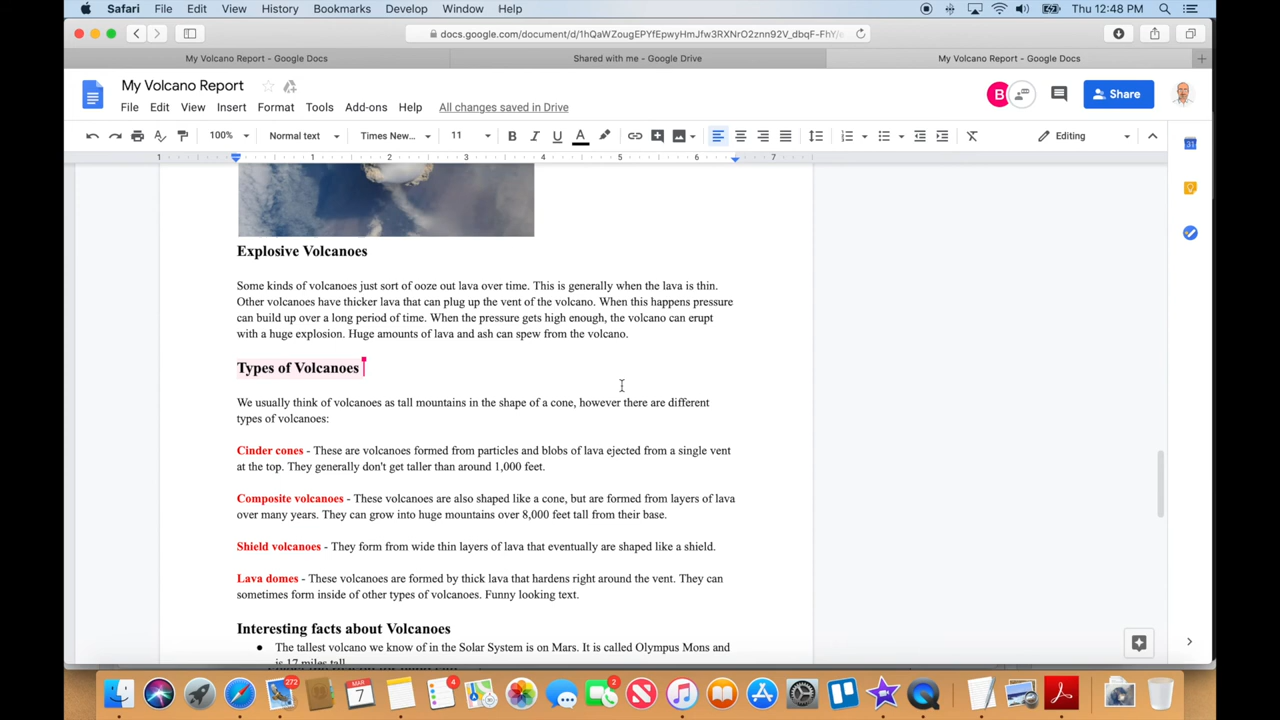 Safari File Edit View History Bookmarks Develop Window Help Thu 12:48 PM
docs.google.com/document/d/1hQaWZougEPYfEpwyHmJfw3RXNrO2znn92V_dbqF-FhY/e
My Volcano Report - Google Docs Shared with me - Google Drive My Volcano Report - Google Docs
My Volcano Report
B
Share
File Edit View Insert Format Tools Add-ons Help All changes saved in Drive
100% Normal text Times New... 11 B I U A Editing
1 1 2 3 4 5 6 7
31
Explosive Volcanoes
Some kinds of volcanoes just sort of ooze out lava over time. This is generally when the lava is thin.
Other volcanoes have thicker lava that can plug up the vent of the volcano. When this happens pressure
can build up over a long period of time. When the pressure gets high enough, the volcano can erupt
with a huge explosion. Huge amounts of lava and ash can spew from the volcano.
Types of Volcanoes
We usually think of volcanoes as tall mountains in the shape of a cone, however there are different
types of volcanoes:
Cinder cones - These are volcanoes formed from particles and blobs of lava ejected from a single vent
at the top. They generally don't get taller than around 1,000 feet.
Composite volcanoes - These volcanoes are also shaped like a cone, but are formed from layers of lava
over many years. They can grow into huge mountains over 8,000 feet tall from their base.
Shield volcanoes - They form from wide thin layers of lava that eventually are shaped like a shield.
Lava domes - These volcanoes are formed by thick lava that hardens right around the vent. They can
sometimes form inside of other types of volcanoes. Funny looking text.
Interesting facts about Volcanoes
● The tallest volcano we know of in the Solar System is on Mars. It is called Olympus Mons and
is 17 miles tall.
272 MAR 7 4 2